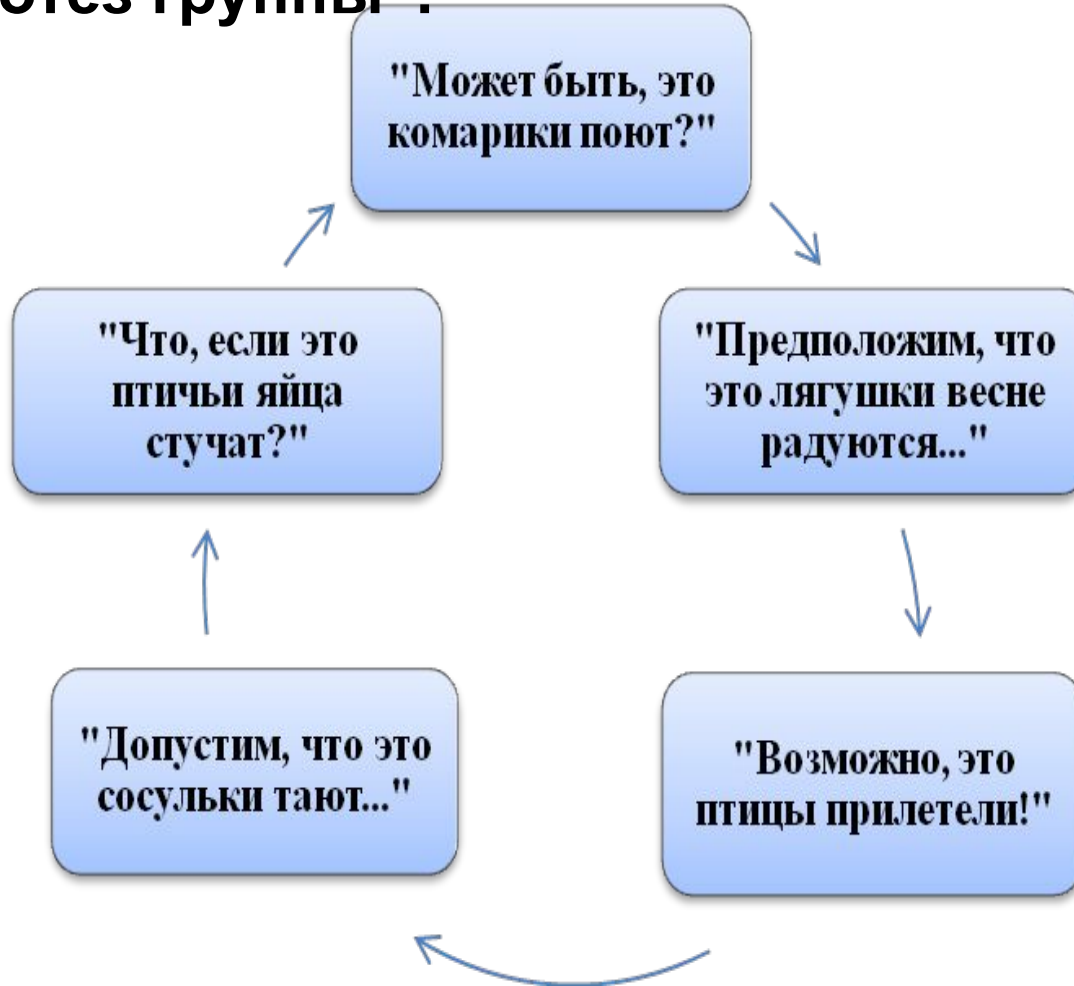 группы".
"Может быть, это
комарики поют?"
"Предположим, что
это лягушки весне
радуются..."
"Возможно, это
птицы прилетели!"
"Допустим, что это
сосульки тают..."
"Что, если это
птичьи яйца
стучат?"